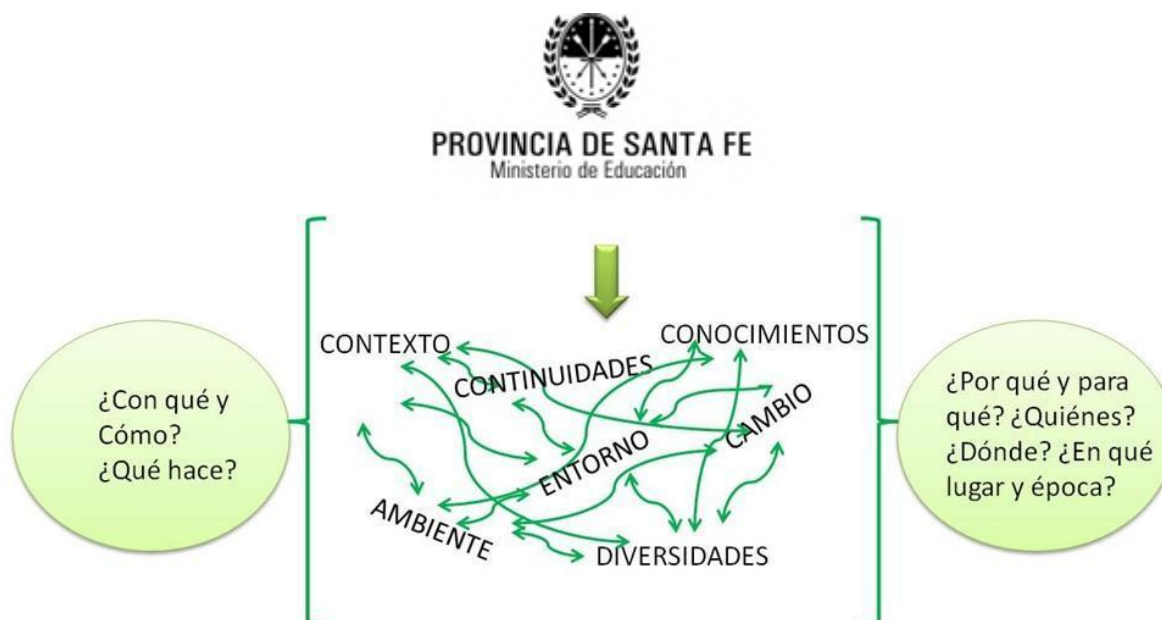 PROVINCIA DE SANTA FE
Ministerio de Educación
¿Con qué y
Cómo?
¿Qué hace?
CONTEXTO
CONTINUIDADES
CONOCIMIENTOS
CAMBIO
ENTORNO
AMBIENTE
DIVERSIDADES
¿Por qué y para
qué? ¿Quiénes?
¿Dónde? ¿En qué
lugar y época?